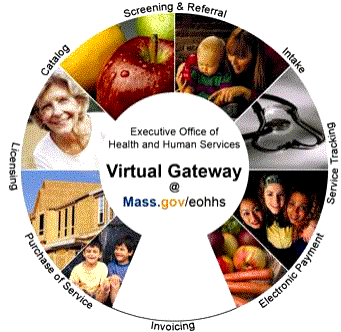 Screening & Referral
Intake
Service Tracking
Electronic Payment
Invoicing
Purchase of Service
Licensing
Catalog
Executive Office of
Health and Human Services
Virtual Gateway
@
Mass.gov/eohhs